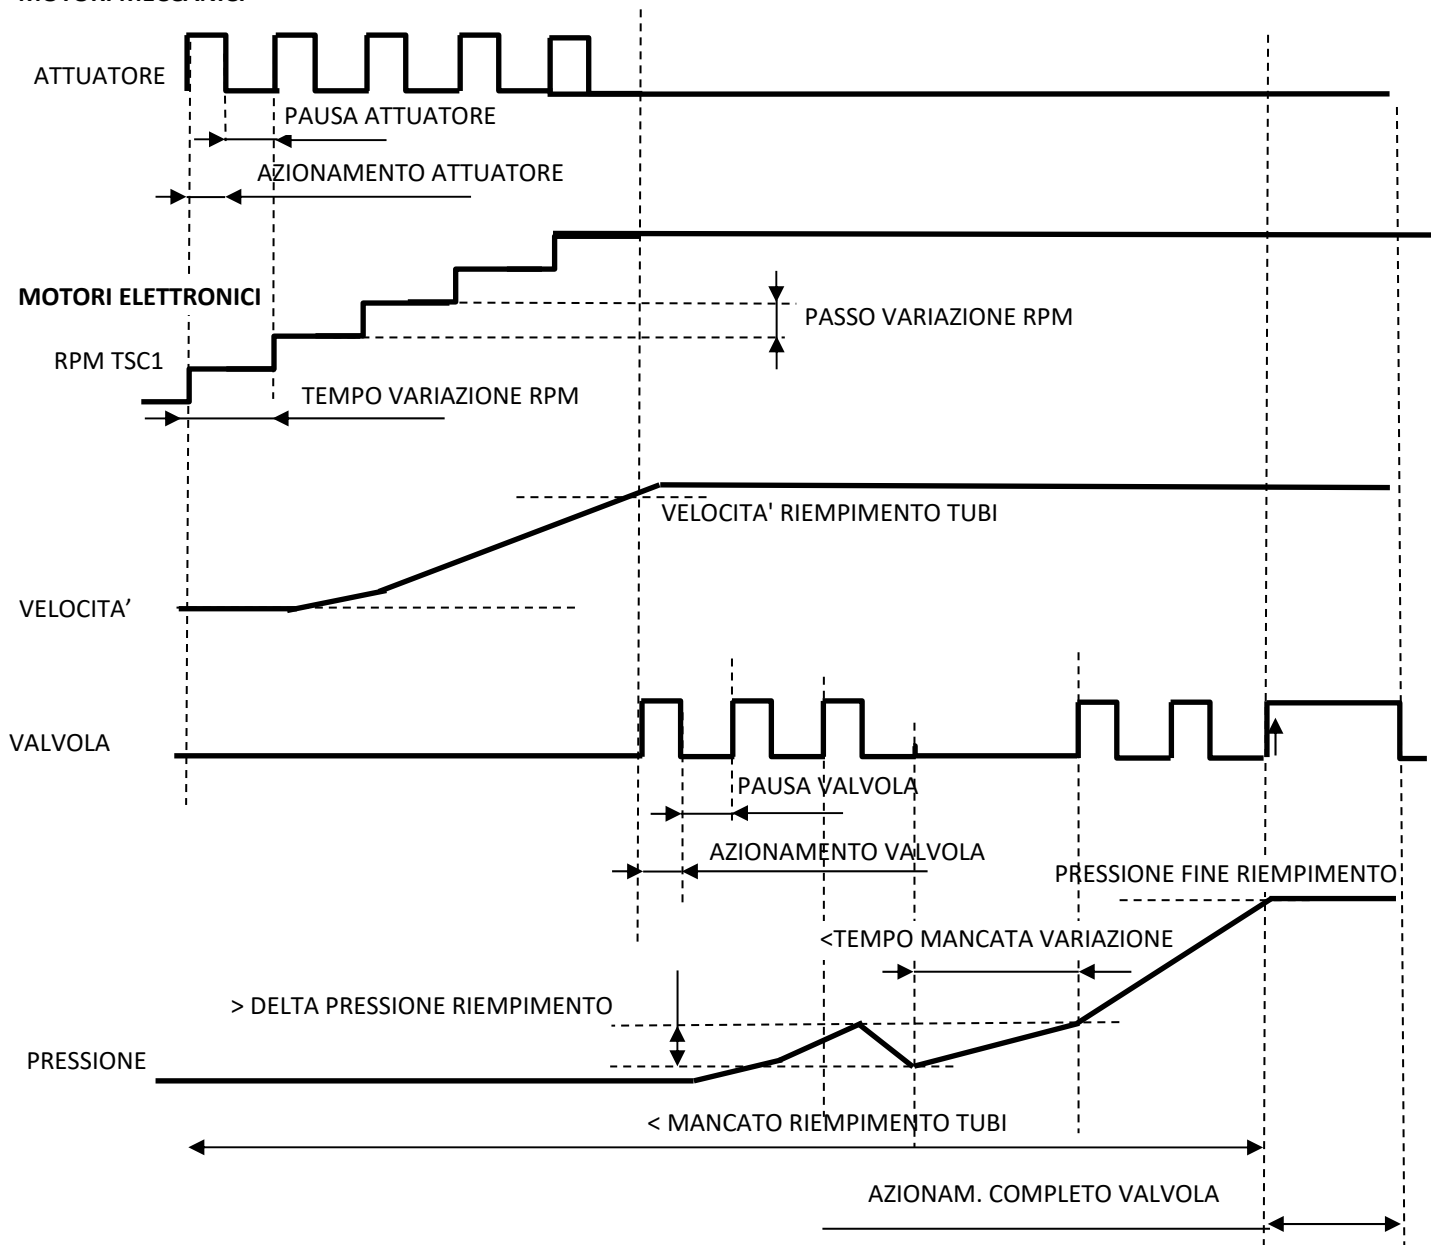 MOTORI MECCANICI
ATTUATORE
PAUSA ATTUATORE
AZIONAMENTO ATTUATORE
MOTORI ELETTRONICI
PASSO VARIAZIONE RPM
RPM TSC1
TEMPO VARIAZIONE RPM
VELOCITA' RIEMPIMENTO TUBI
VELOCITA’
VALVOLA
PAUSA VALVOLA
AZIONAMENTO VALVOLA
PRESSIONE FINE RIEMPIMENTO
<TEMPO MANCATA VARIAZIONE
> DELTA PRESSIONE RIEMPIMENTO
PRESSIONE
< MANCATO RIEMPIMENTO TUBI
AZIONAM. COMPLETO VALVOLA